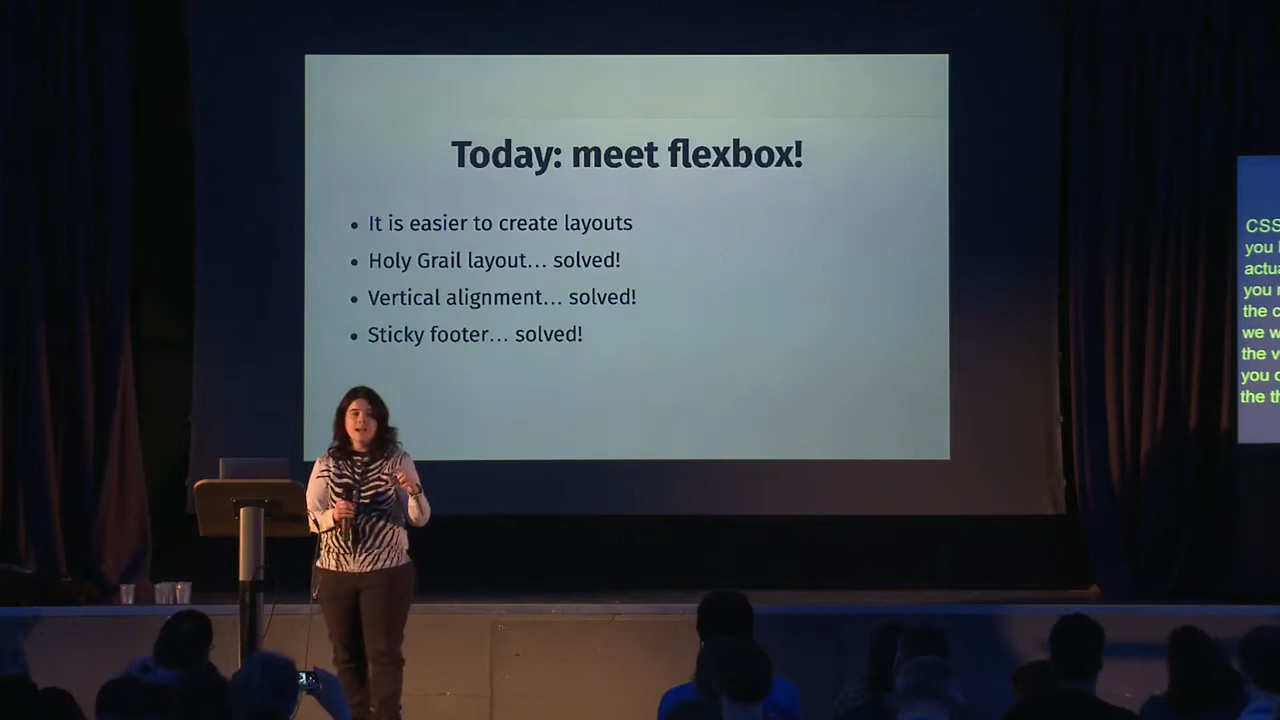 Today: meet flexbox!
• It is easier to create layouts
• Holy Grail layout… solved!
• Vertical alignment… solved!
• Sticky footer… solved!
CSS
you
you
the
we
the
you
the